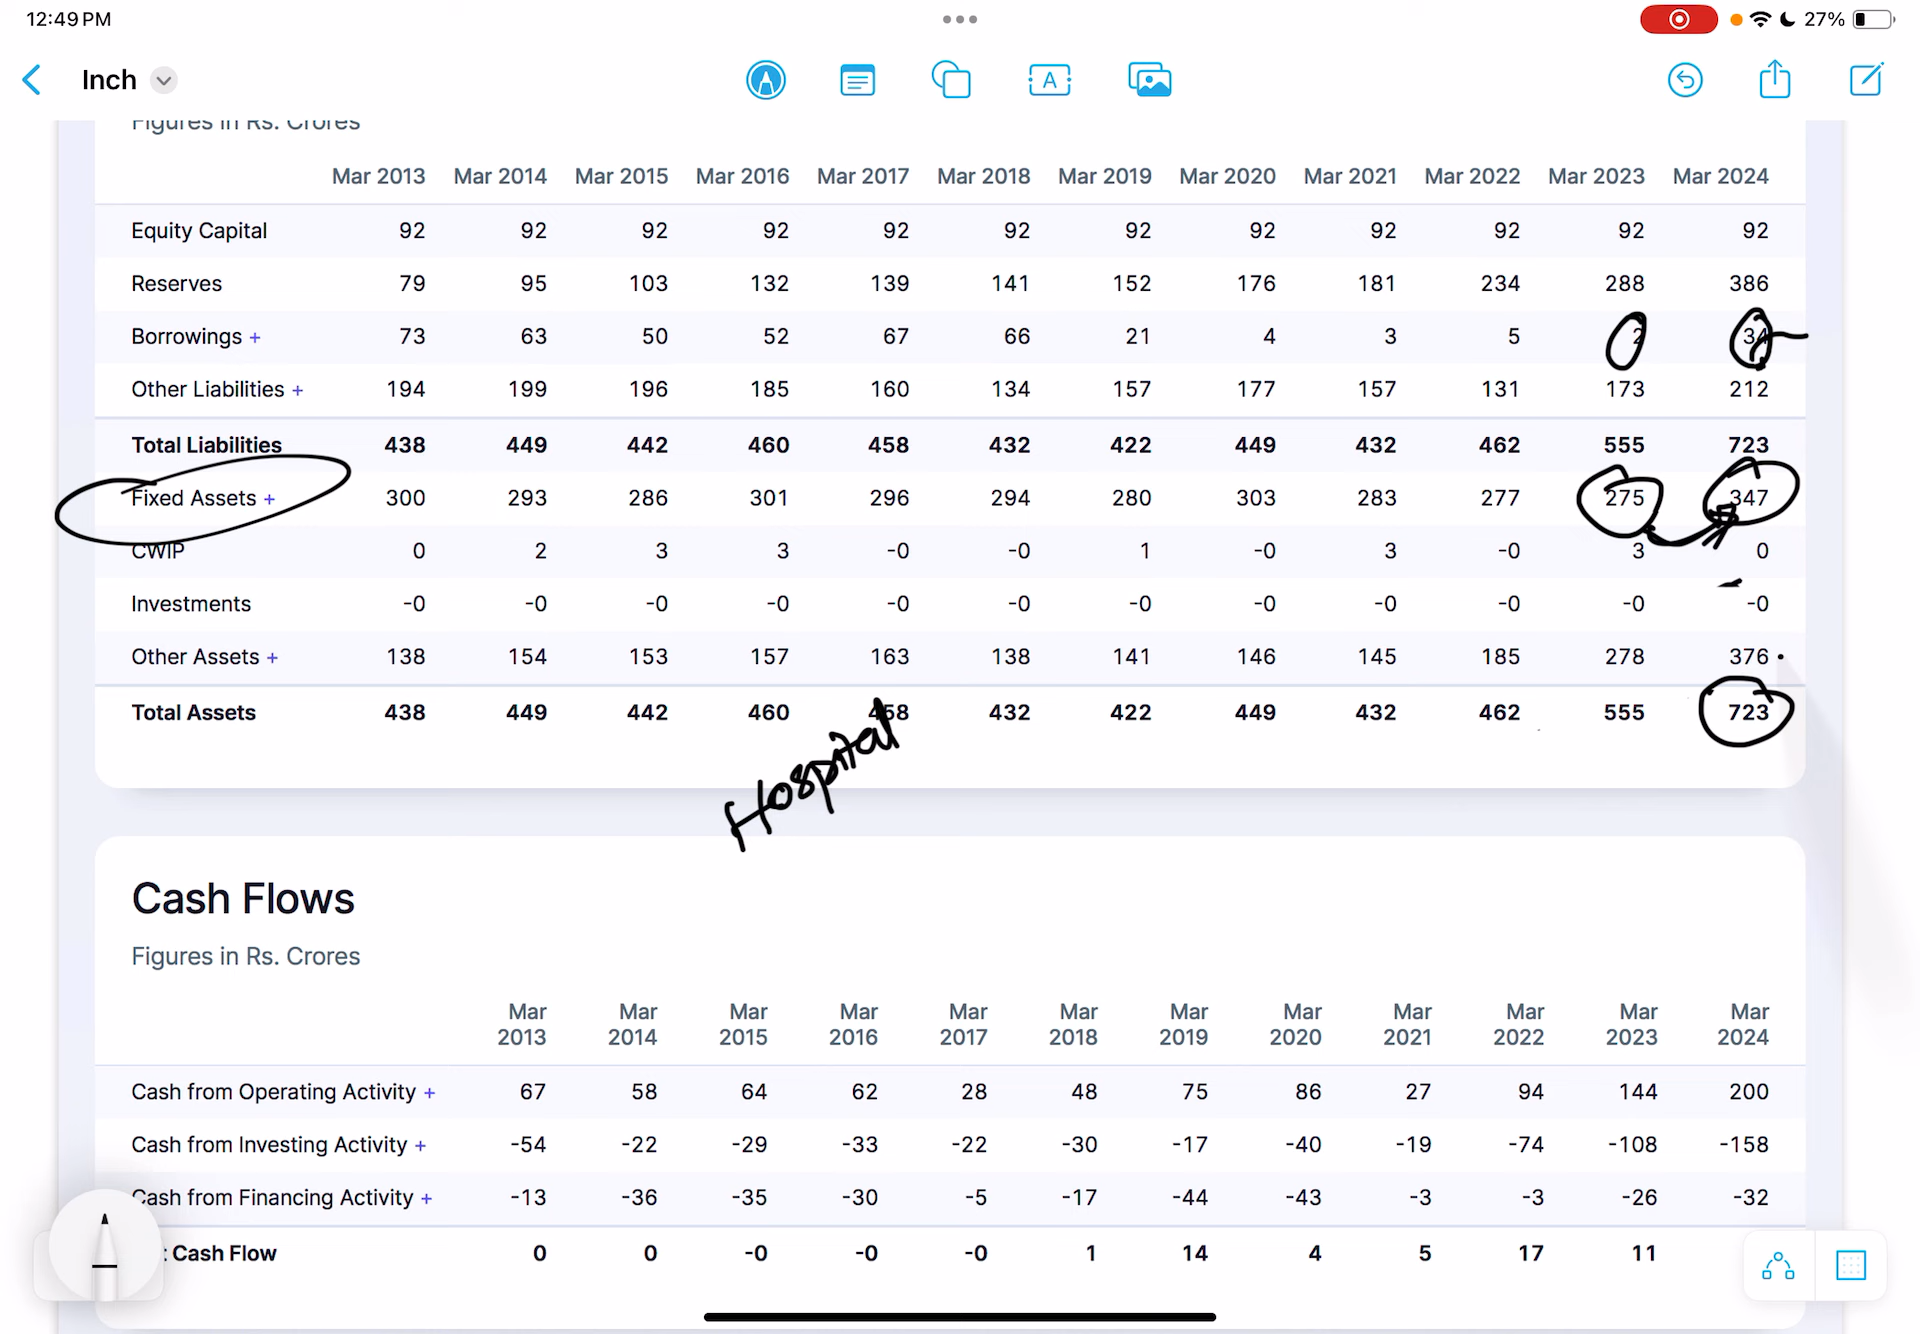 12:49 PM
27%
Inch
A
Figures in Rs. Crores
Mar 2013 Mar 2014 Mar 2015 Mar 2016 Mar 2017 Mar 2018 Mar 2019 Mar 2020 Mar 2021 Mar 2022 Mar 2023 Mar 2024
Equity Capital 92 92 92 92 92 92 92 92 92 92 92 92
Reserves 79 95 103 132 139 141 152 176 181 234 288 386
Borrowings + 73 63 50 52 67 66 21 4 3 5 2 34
Other Liabilities + 194 199 196 185 160 134 157 177 157 131 173 212
Total Liabilities 438 449 442 460 458 432 422 449 432 462 555 723
Fixed Assets + 300 293 286 301 296 294 280 303 283 277 275 347
CWIP 0 2 3 3 -0 -0 1 -0 3 -0 3 0
Investments -0 -0 -0 -0 -0 -0 -0 -0 -0 -0 -0 -0
Other Assets + 138 154 153 157 163 138 141 146 145 185 278 376
Total Assets 438 449 442 460 458 432 422 449 432 462 555 723
Hospital
Cash Flows
Figures in Rs. Crores
Mar 2013 Mar 2014 Mar 2015 Mar 2016 Mar 2017 Mar 2018 Mar 2019 Mar 2020 Mar 2021 Mar 2022 Mar 2023 Mar 2024
Cash from Operating Activity + 67 58 64 62 28 48 75 86 27 94 144 200
Cash from Investing Activity + -54 -22 -29 -33 -22 -30 -17 -40 -19 -74 -108 -158
Cash from Financing Activity + -13 -36 -35 -30 -5 -17 -44 -43 -3 -3 -26 -32
Cash Flow 0 0 -0 -0 -0 1 14 4 5 17 11